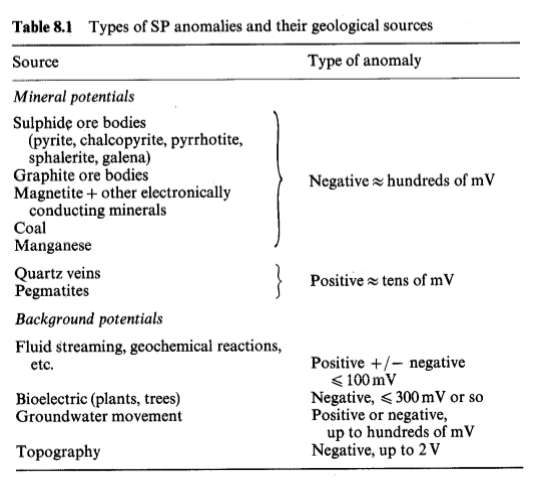 Table 8.1 Types of SP anomalies and their geological sources
Source Type of anomaly
Mineral potentials
Sulphide ore bodies
(pyrite, chalcopyrite, pyrrhotite,
sphalerite, galena)
Graphite ore bodies
Negative ≈ hundreds of mV
Magnetite + other electronically
conducting minerals
Coal
Manganese
Quartz veins
Positive ≈ tens of mV
Pegmatites
Background potentials
Fluid streaming, geochemical reactions,
etc. Positive +/− negative
⩽ 100 mV
Bioelectric (plants, trees) Negative, ⩽ 300 mV or so
Groundwater movement Positive or negative,
up to hundreds of mV
Topography Negative, up to 2 V